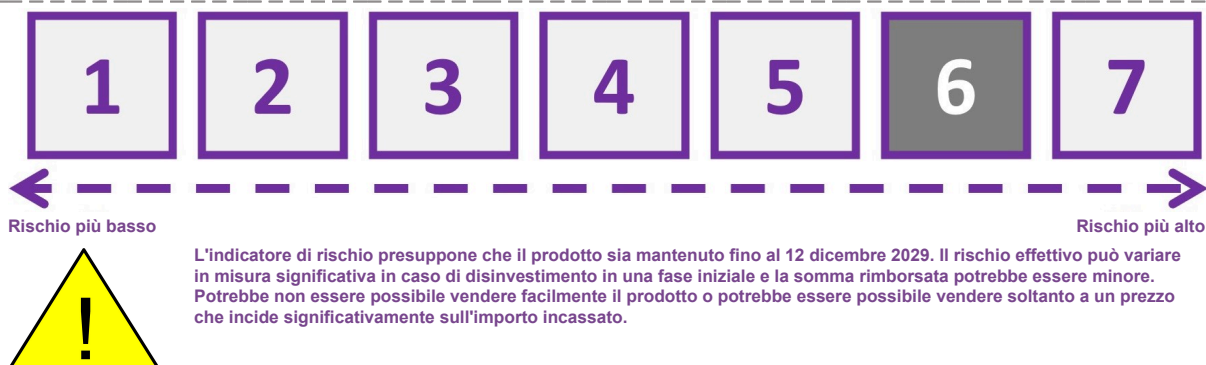 1 2 3 4 5 6 7
Rischio più basso Rischio più alto
L'indicatore di rischio presuppone che il prodotto sia mantenuto fino al 12 dicembre 2029. Il rischio effettivo può variare
in misura significativa in caso di disinvestimento in una fase iniziale e la somma rimborsata potrebbe essere minore.
Potrebbe non essere possibile vendere facilmente il prodotto o potrebbe essere possibile vendere soltanto a un prezzo
che incide significativamente sull'importo incassato.
!